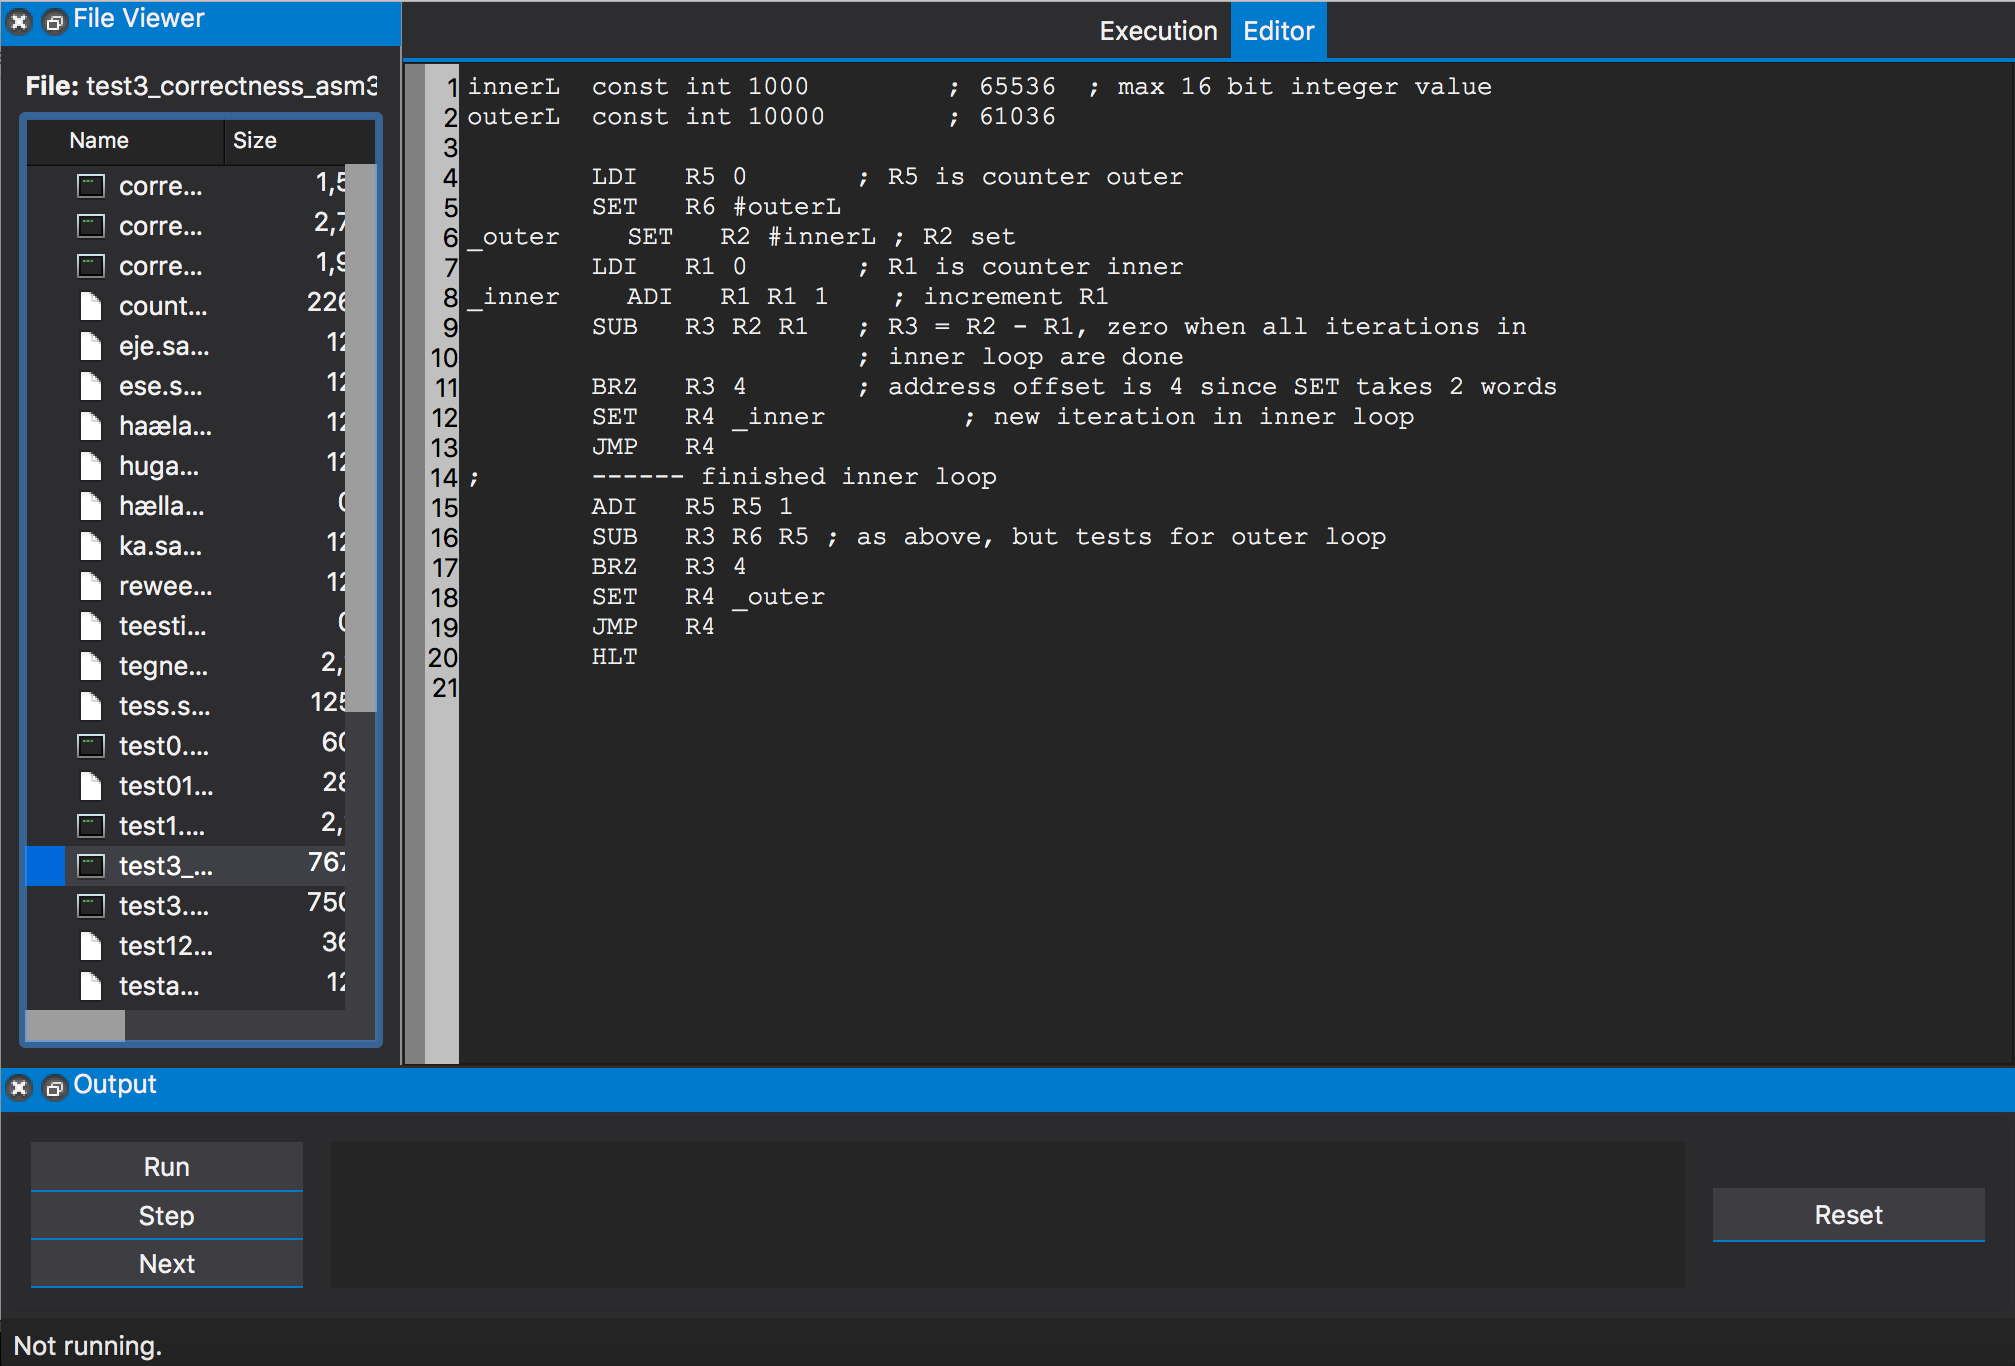 File Viewer
File: test3_correctness_asm3
Name Size
corre... 1,5
corre... 2,7
corre... 1,9
count... 226
eje.sa... 12
ese.s... 12
haæla... 12
huga... 12
hælla... 0
ka.sa... 12
rewee... 12
teesti... 0
tegne... 2,
tess.s... 125
test0.... 60
test01... 28
test1.... 2,
test3_... 767
test3.... 750
test12... 36
testa... 12
Execution Editor
1 innerL const int 1000 ; 65536 ; max 16 bit integer value
2 outerL const int 10000 ; 61036
3
4 LDI R5 0 ; R5 is counter outer
5 SET R6 #outerL
6 _outer SET R2 #innerL ; R2 set
7 LDI R1 0 ; R1 is counter inner
8 _inner ADI R1 R1 1 ; increment R1
9 SUB R3 R2 R1 ; R3 = R2 - R1, zero when all iterations in
10 ; inner loop are done
11 BRZ R3 4 ; address offset is 4 since SET takes 2 words
12 SET R4 _inner ; new iteration in inner loop
13 JMP R4
14 ; ------ finished inner loop
15 ADI R5 R5 1
16 SUB R3 R6 R5 ; as above, but tests for outer loop
17 BRZ R3 4
18 SET R4 _outer
19 JMP R4
20 HLT
21
Output
Run
Step
Next
Reset
Not running.